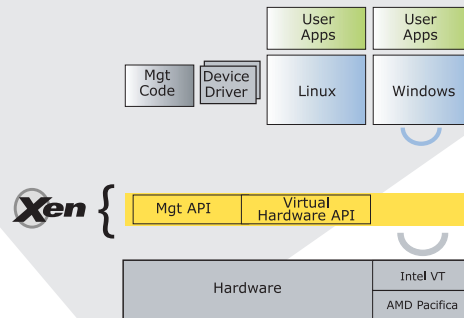 User
Apps
User
Apps
Mgt
Code
Device
Driver
Linux
Windows
Xen {
Mgt API
Virtual
Hardware API
Hardware
Intel VT
AMD Pacifica